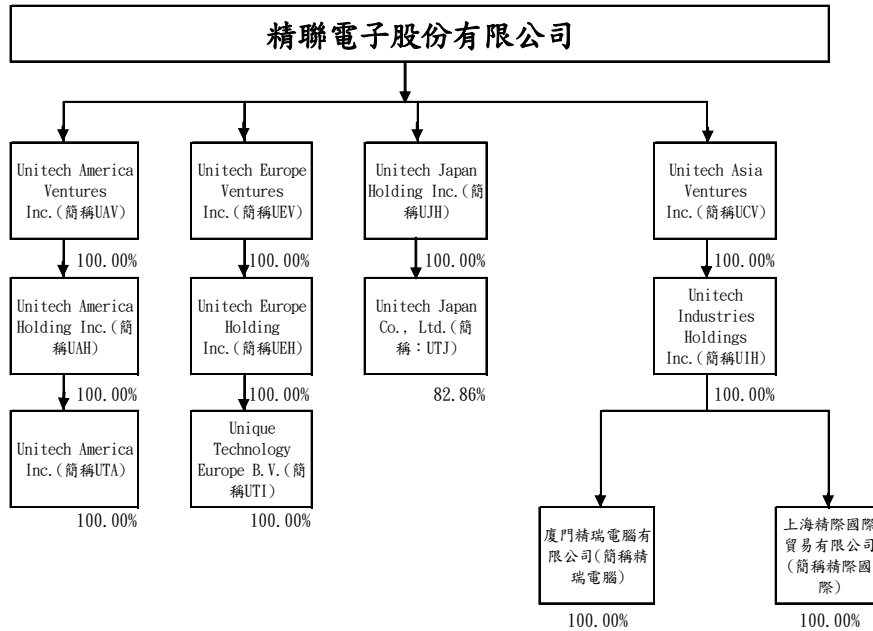 精聯電子股份有限公司
Unitech America
Ventures
Inc.(簡稱UAV)
100.00%
Unitech Europe
Ventures
Inc.(簡稱UEV)
100.00%
Unitech Japan
Holding Inc.(簡
稱UJH)
100.00%
Unitech Asia
Ventures
Inc.(簡稱UCV)
100.00%
Unitech America
Holding Inc.(簡
稱UAH)
100.00%
Unitech Europe
Holding
Inc.(簡稱UEH)
100.00%
Unitech Japan
Co., Ltd.(簡
稱：UTJ)
82.86%
Unitech
Industries
Holdings
Inc.(簡稱UIH)
100.00%
Unitech America
Inc.(簡稱UTA)
100.00%
Unique
Technology
Europe B.V.(簡
稱UTI)
100.00%
廈門精瑞電腦有
限公司(簡稱精
瑞電腦)
100.00%
上海精際國際
貿易有限公司
(簡稱精際國
際)
100.00%